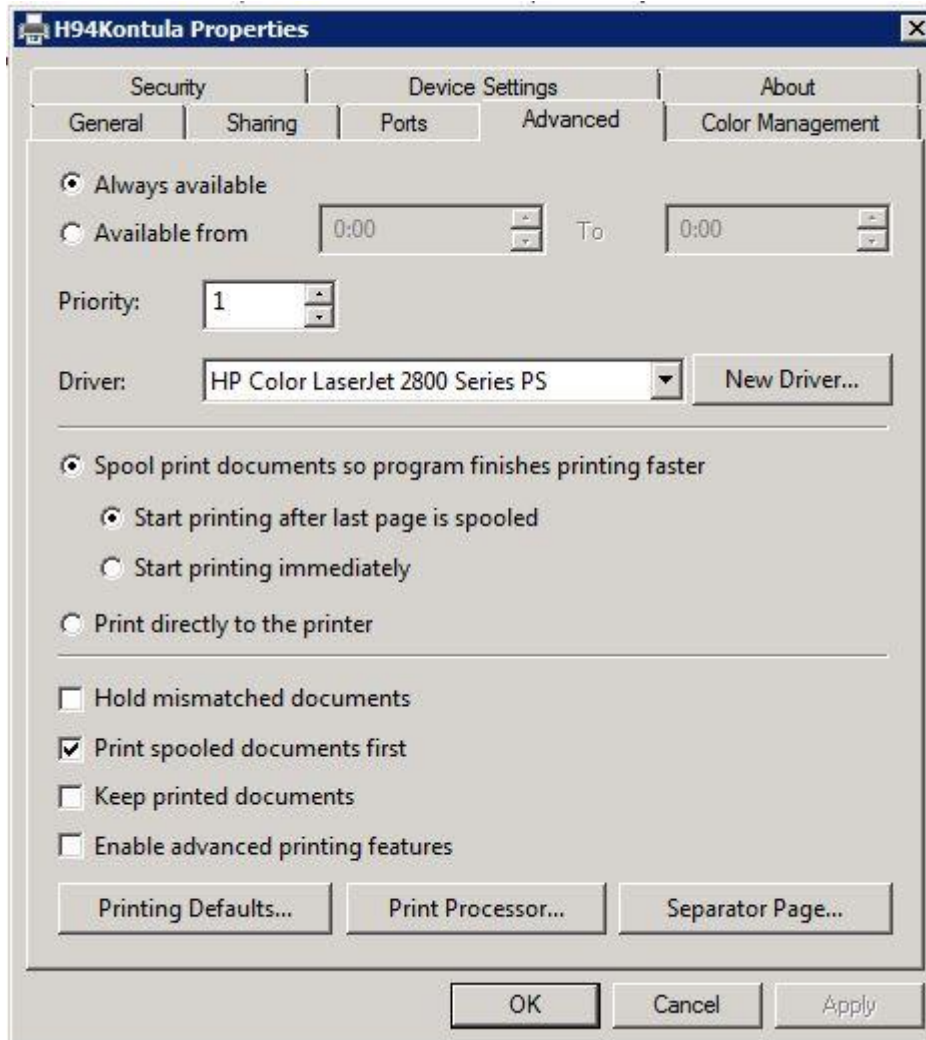 H94Kontula Properties
Security Device Settings About
General Sharing Ports Advanced Color Management
Always available
Available from 0:00 To 0:00
Priority: 1
Driver: HP Color LaserJet 2800 Series PS New Driver...
Spool print documents so program finishes printing faster
Start printing after last page is spooled
Start printing immediately
Print directly to the printer
Hold mismatched documents
Print spooled documents first
Keep printed documents
Enable advanced printing features
Printing Defaults... Print Processor... Separator Page...
OK Cancel Apply